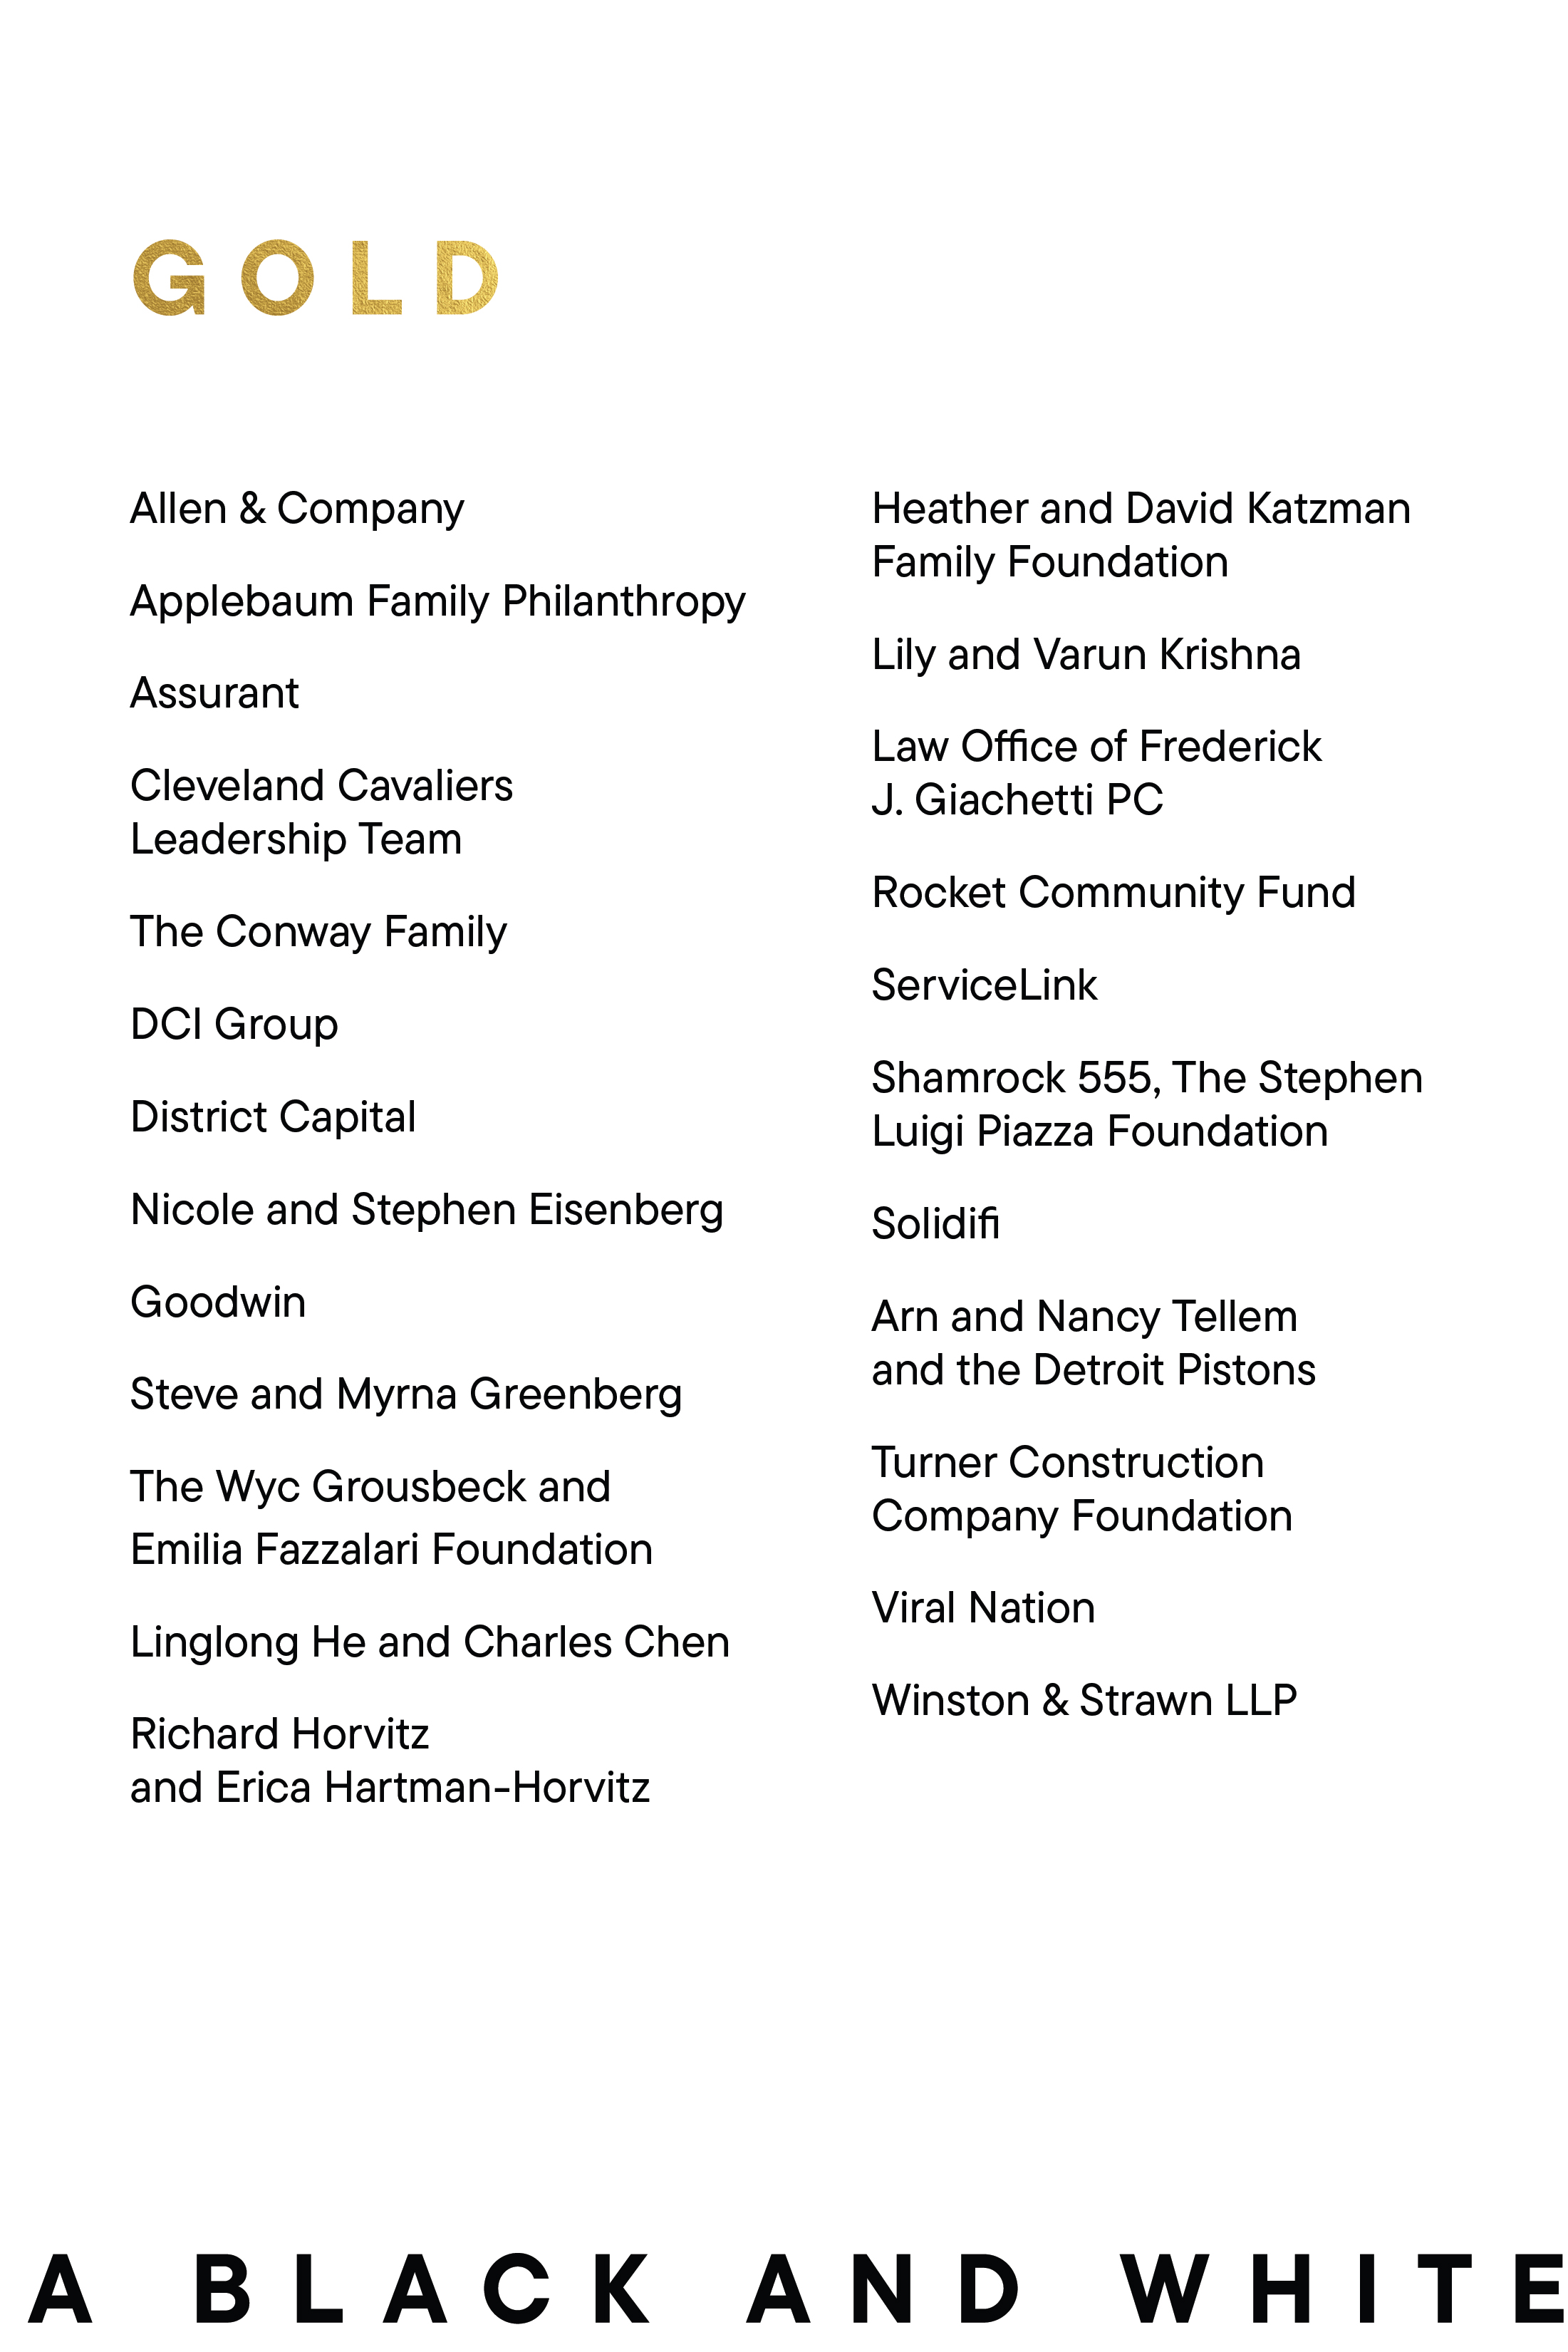 GOLD
Allen & Company
Applebaum Family Philanthropy
Assurant
Cleveland Cavaliers
Leadership Team
The Conway Family
DCI Group
District Capital
Nicole and Stephen Eisenberg
Goodwin
Steve and Myrna Greenberg
The Wyc Grousbeck and
Emilia Fazzalari Foundation
Linglong He and Charles Chen
Richard Horvitz
and Erica Hartman-Horvitz
Heather and David Katzman
Family Foundation
Lily and Varun Krishna
Law Office of Frederick
J. Giachetti PC
Rocket Community Fund
ServiceLink
Shamrock 555, The Stephen
Luigi Piazza Foundation
Solidifi
Arn and Nancy Tellem
and the Detroit Pistons
Turner Construction
Company Foundation
Viral Nation
Winston & Strawn LLP
A BLACK AND WHITE